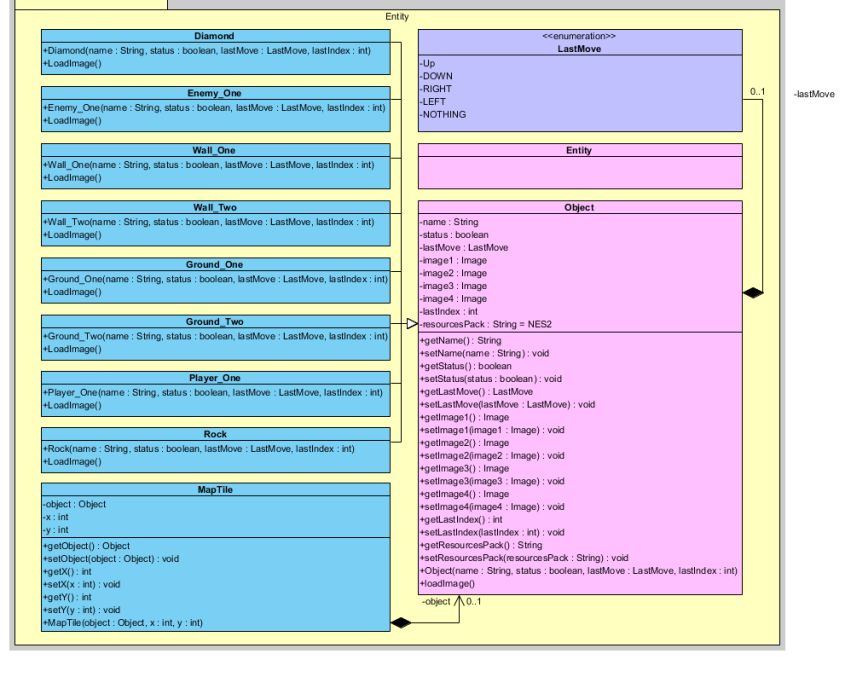 Entity
Diamond
+Diamond(name : String, status : boolean, lastMove : LastMove, lastIndex : int)
+LoadImage()
Enemy_One
+Enemy_One(name : String, status : boolean, lastMove : LastMove, lastIndex : int)
+LoadImage()
Wall_One
+Wall_One(name : String, status : boolean, lastMove : LastMove, lastIndex : int)
+LoadImage()
Wall_Two
+Wall_Two(name : String, status : boolean, lastMove : LastMove, lastIndex : int)
+LoadImage()
Ground_One
+Ground_One(name : String, status : boolean, lastMove : LastMove, lastIndex : int)
+LoadImage()
Ground_Two
+Ground_Two(name : String, status : boolean, lastMove : LastMove, lastIndex : int)
+LoadImage()
Player_One
+Player_One(name : String, status : boolean, lastMove : LastMove, lastIndex : int)
+LoadImage()
Rock
+Rock(name : String, status : boolean, lastMove : LastMove, lastIndex : int)
+LoadImage()
MapTile
-object : Object
-x : int
-y : int
+getObject() : Object
+setObject(object : Object) : void
+getX() : int
+setX(x : int) : void
+getY() : int
+setY(y : int) : void
+MapTile(object : Object, x : int, y : int)
<<enumeration>>
LastMove
-Up
-DOWN
-RIGHT
-LEFT
-NOTHING
0..1
-lastMove
Entity
Object
-name : String
-status : boolean
-lastMove : LastMove
-image1 : Image
-image2 : Image
-image3 : Image
-image4 : Image
-lastIndex : int
-resourcesPack : String = NES2
+getName() : String
+setName(name : String) : void
+getStatus() : boolean
+setStatus(status : boolean) : void
+getLastMove() : LastMove
+setLastMove(lastMove : LastMove) : void
+getImage1() : Image
+setImage1(image1 : Image) : void
+getImage2() : Image
+setImage2(image2 : Image) : void
+getImage3() : Image
+setImage3(image3 : Image) : void
+getImage4() : Image
+setImage4(image4 : Image) : void
+getLastIndex() : int
+setLastIndex(lastIndex : int) : void
+getResourcesPack() : String
+setResourcesPack(resourcesPack : String) : void
+Object(name : String, status : boolean, lastMove : LastMove, lastIndex : int)
+loadImage()
-object 0..1